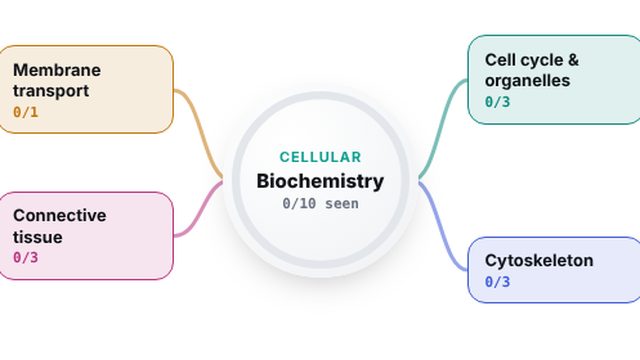 Membrane
transport
0/1
Connective
tissue
0/3
CELLULAR
Biochemistry
0/10 seen
Cell cycle &
organelles
0/3
Cytoskeleton
0/3